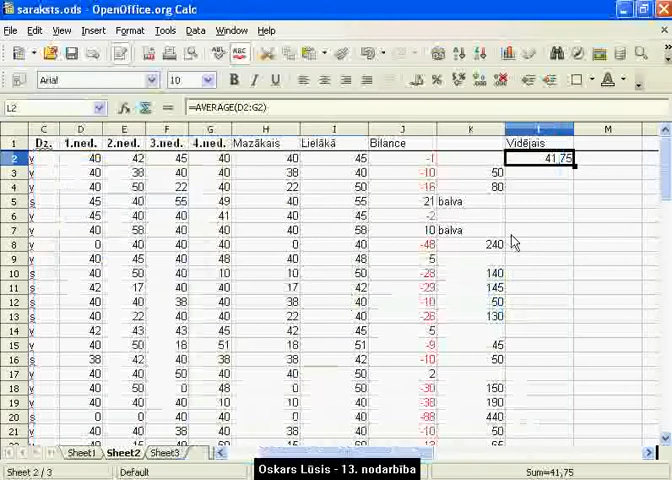 saraksts.ods - OpenOffice.org Calc
File Edit View Insert Format Tools Data Window Help
Arial 10
L2 =AVERAGE(D2:G2)
C D E F G H I J K L M
1 Dz. 1.ned. 2.ned. 3.ned. 4.ned. Mazākais Lielākā Bilance Vidējais
2 v 40 42 45 40 40 45 -1 41,75
3 v 40 38 40 40 38 40 -10 50
4 v 40 50 22 40 22 40 -16 80
5 s 40 40 55 49 40 55 21 balva
6 v 40 40 40 41 40 -2
7 v 40 58 40 40 40 58 10 balva
8 v 0 40 40 40 0 40 -48 240
9 v 40 45 40 48 40 48 5
10 s 40 50 40 10 10 50 -28 140
11 s 42 17 40 40 17 -29 145
12 s 40 40 38 40 38 40 -10 50
13 s 40 22 40 40 22 40 -26 130
14 v 42 43 43 45 42 45 5
15 v 40 50 18 51 18 51 -9 45
16 s 38 42 40 38 38 42 -10 50
17 v 40 40 50 40 40 50 2
18 v 40 50 0 48 0 50 -30 150
19 v 40 40 40 -38 190
20 s 0 0 40 40 0 40 -88 440
21 v 40 40 38 40 38 40 -10 50
22 40 40 65
Sheet1 Sheet2 Sheet3
Sheet 2 / 3 Default Sum=41,75
Oskars Lūsis - 13. nodarbība